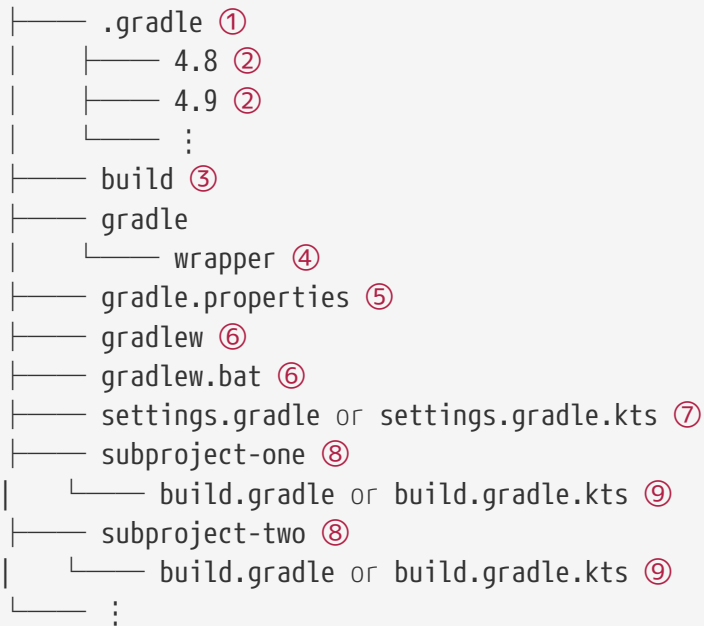 ├── .gradle ①
│ ├── 4.8 ②
│ ├── 4.9 ②
│ └── ⋮
├── build ③
├── gradle
│ └── wrapper ④
├── gradle.properties ⑤
├── gradlew ⑥
├── gradlew.bat ⑥
├── settings.gradle or settings.gradle.kts ⑦
├── subproject-one ⑧
| └── build.gradle or build.gradle.kts ⑨
├── subproject-two ⑧
| └── build.gradle or build.gradle.kts ⑨
└── ⋮